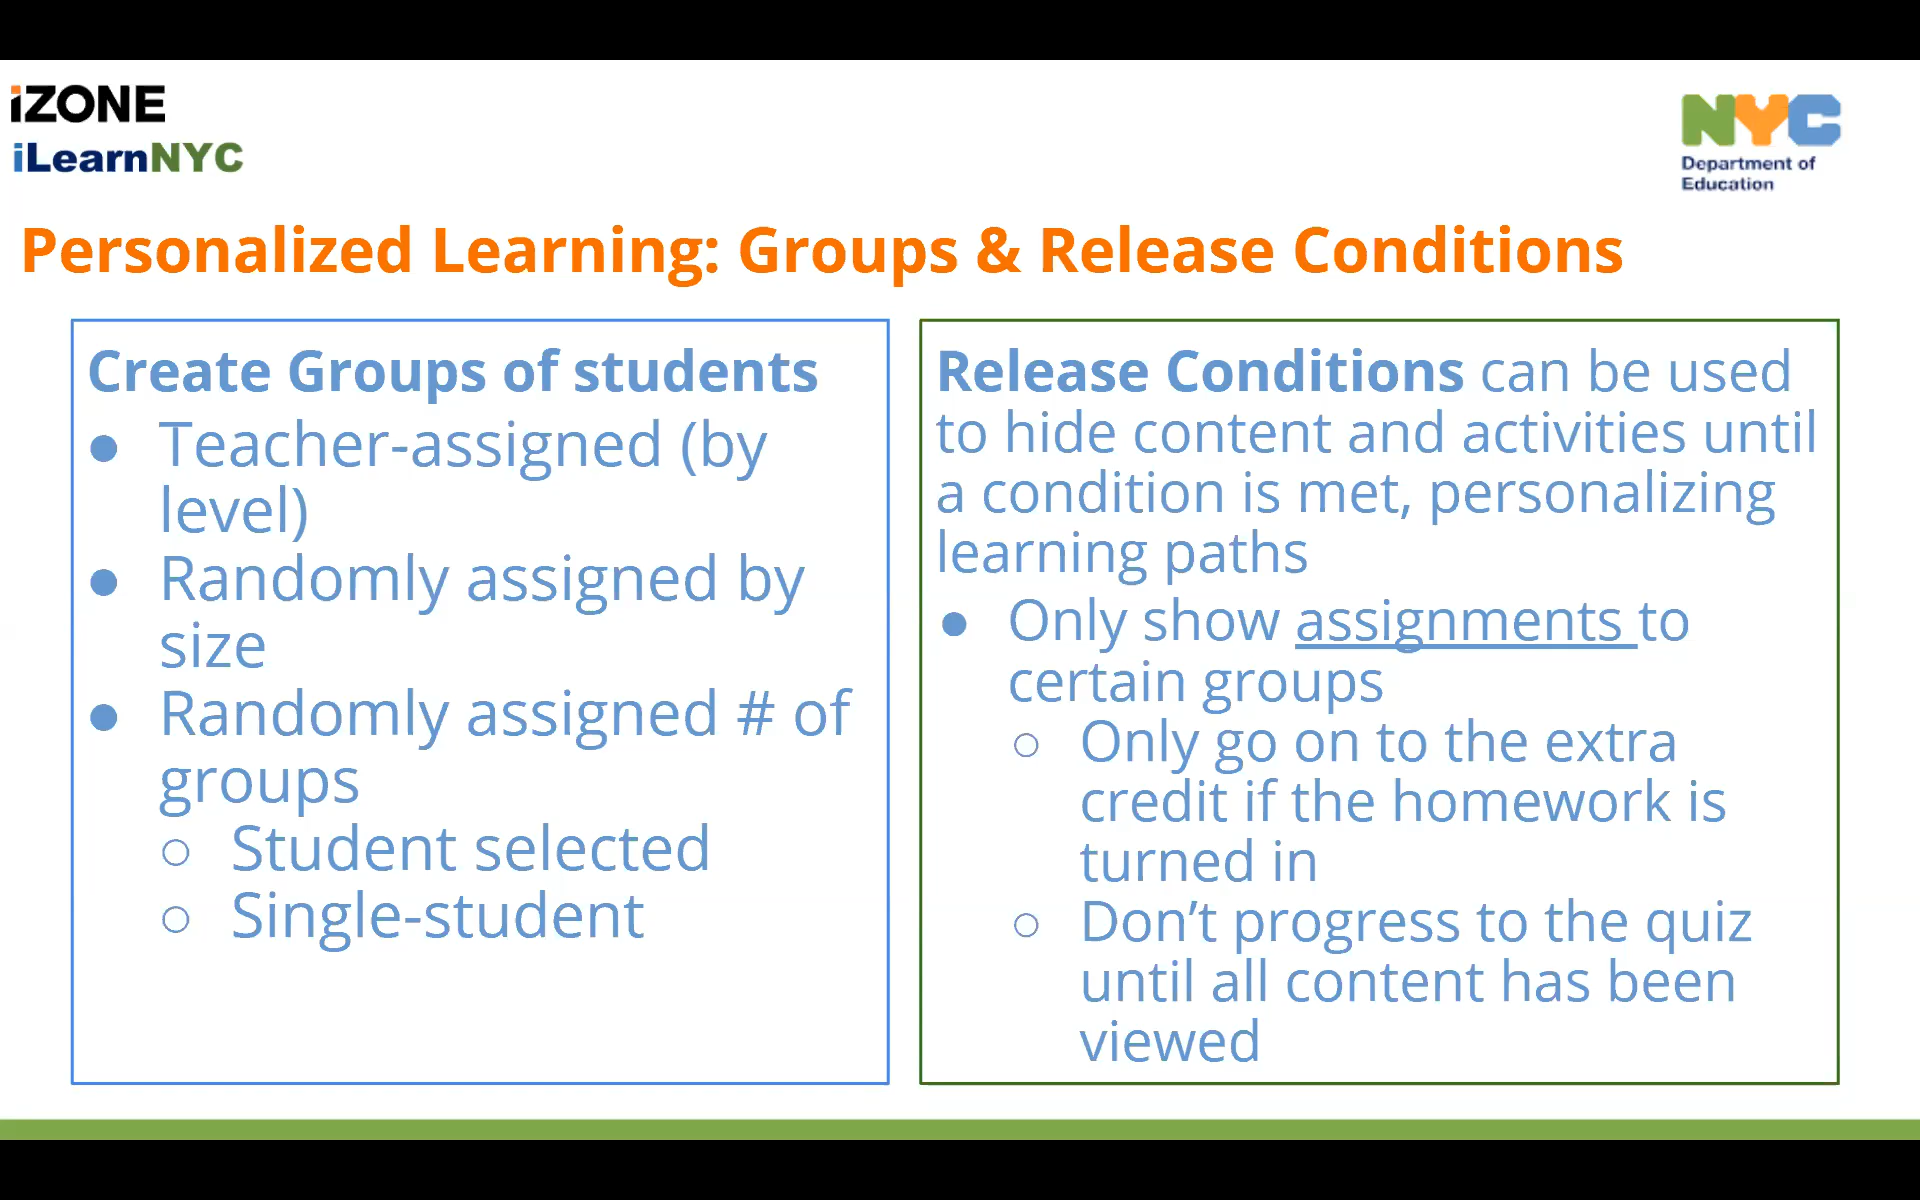 iZONE
iLearnNYC
NYC
Department of
Education
Personalized Learning: Groups & Release Conditions
Create Groups of students
● Teacher-assigned (by
level)
● Randomly assigned by
size
● Randomly assigned # of
groups
○ Student selected
○ Single-student
Release Conditions can be used
to hide content and activities until
a condition is met, personalizing
learning paths
● Only show assignments to
certain groups
○ Only go on to the extra
credit if the homework is
turned in
○ Don’t progress to the quiz
until all content has been
viewed